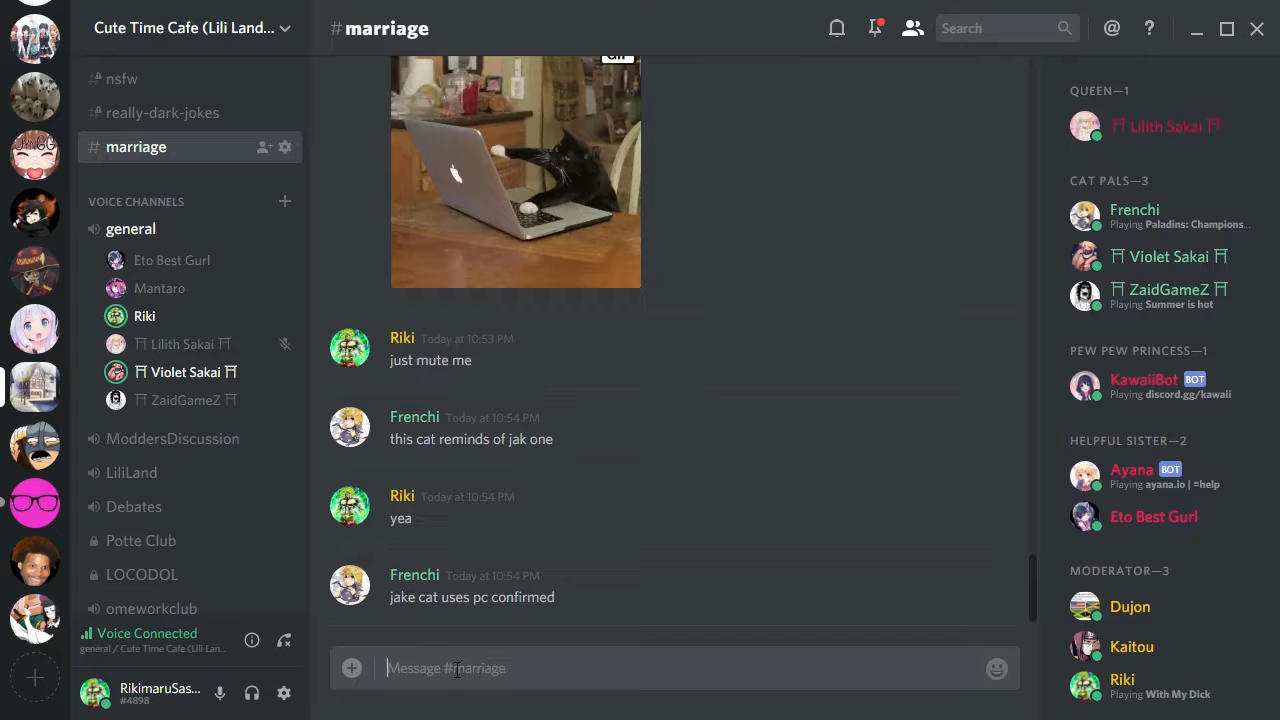 Cute Time Cafe (Lili Land...
# marriage
Search
nsfw
really-dark-jokes
# marriage
VOICE CHANNELS
general
Eto Best Gurl
Mantaro
Riki
⛩ Lilith Sakai ⛩
⛩ Violet Sakai ⛩
⛩ ZaidGameZ ⛩
ModdersDiscussion
LiliLand
Debates
Potte Club
LOCODOL
omeworkclub
Voice Connected
general / Cute Time Cafe (Lili Lan...
RikimaruSas...
#4898
Riki Today at 10:53 PM
just mute me
Frenchi Today at 10:54 PM
this cat reminds of jak one
Riki Today at 10:54 PM
yea
Frenchi Today at 10:54 PM
jake cat uses pc confirmed
Message #marriage
QUEEN—1
⛩ Lilith Sakai ⛩
CAT PALS—3
Frenchi
Playing Paladins: Champions...
⛩ Violet Sakai ⛩
⛩ ZaidGameZ ⛩
Playing Summer is hot
PEW PEW PRINCESS—1
KawaiiBot BOT
Playing discord.gg/kawaii
HELPFUL SISTER—2
Ayana BOT
Playing ayana.io | =help
Eto Best Gurl
MODERATOR—3
Dujon
Kaitou
Riki
Playing With My Dick